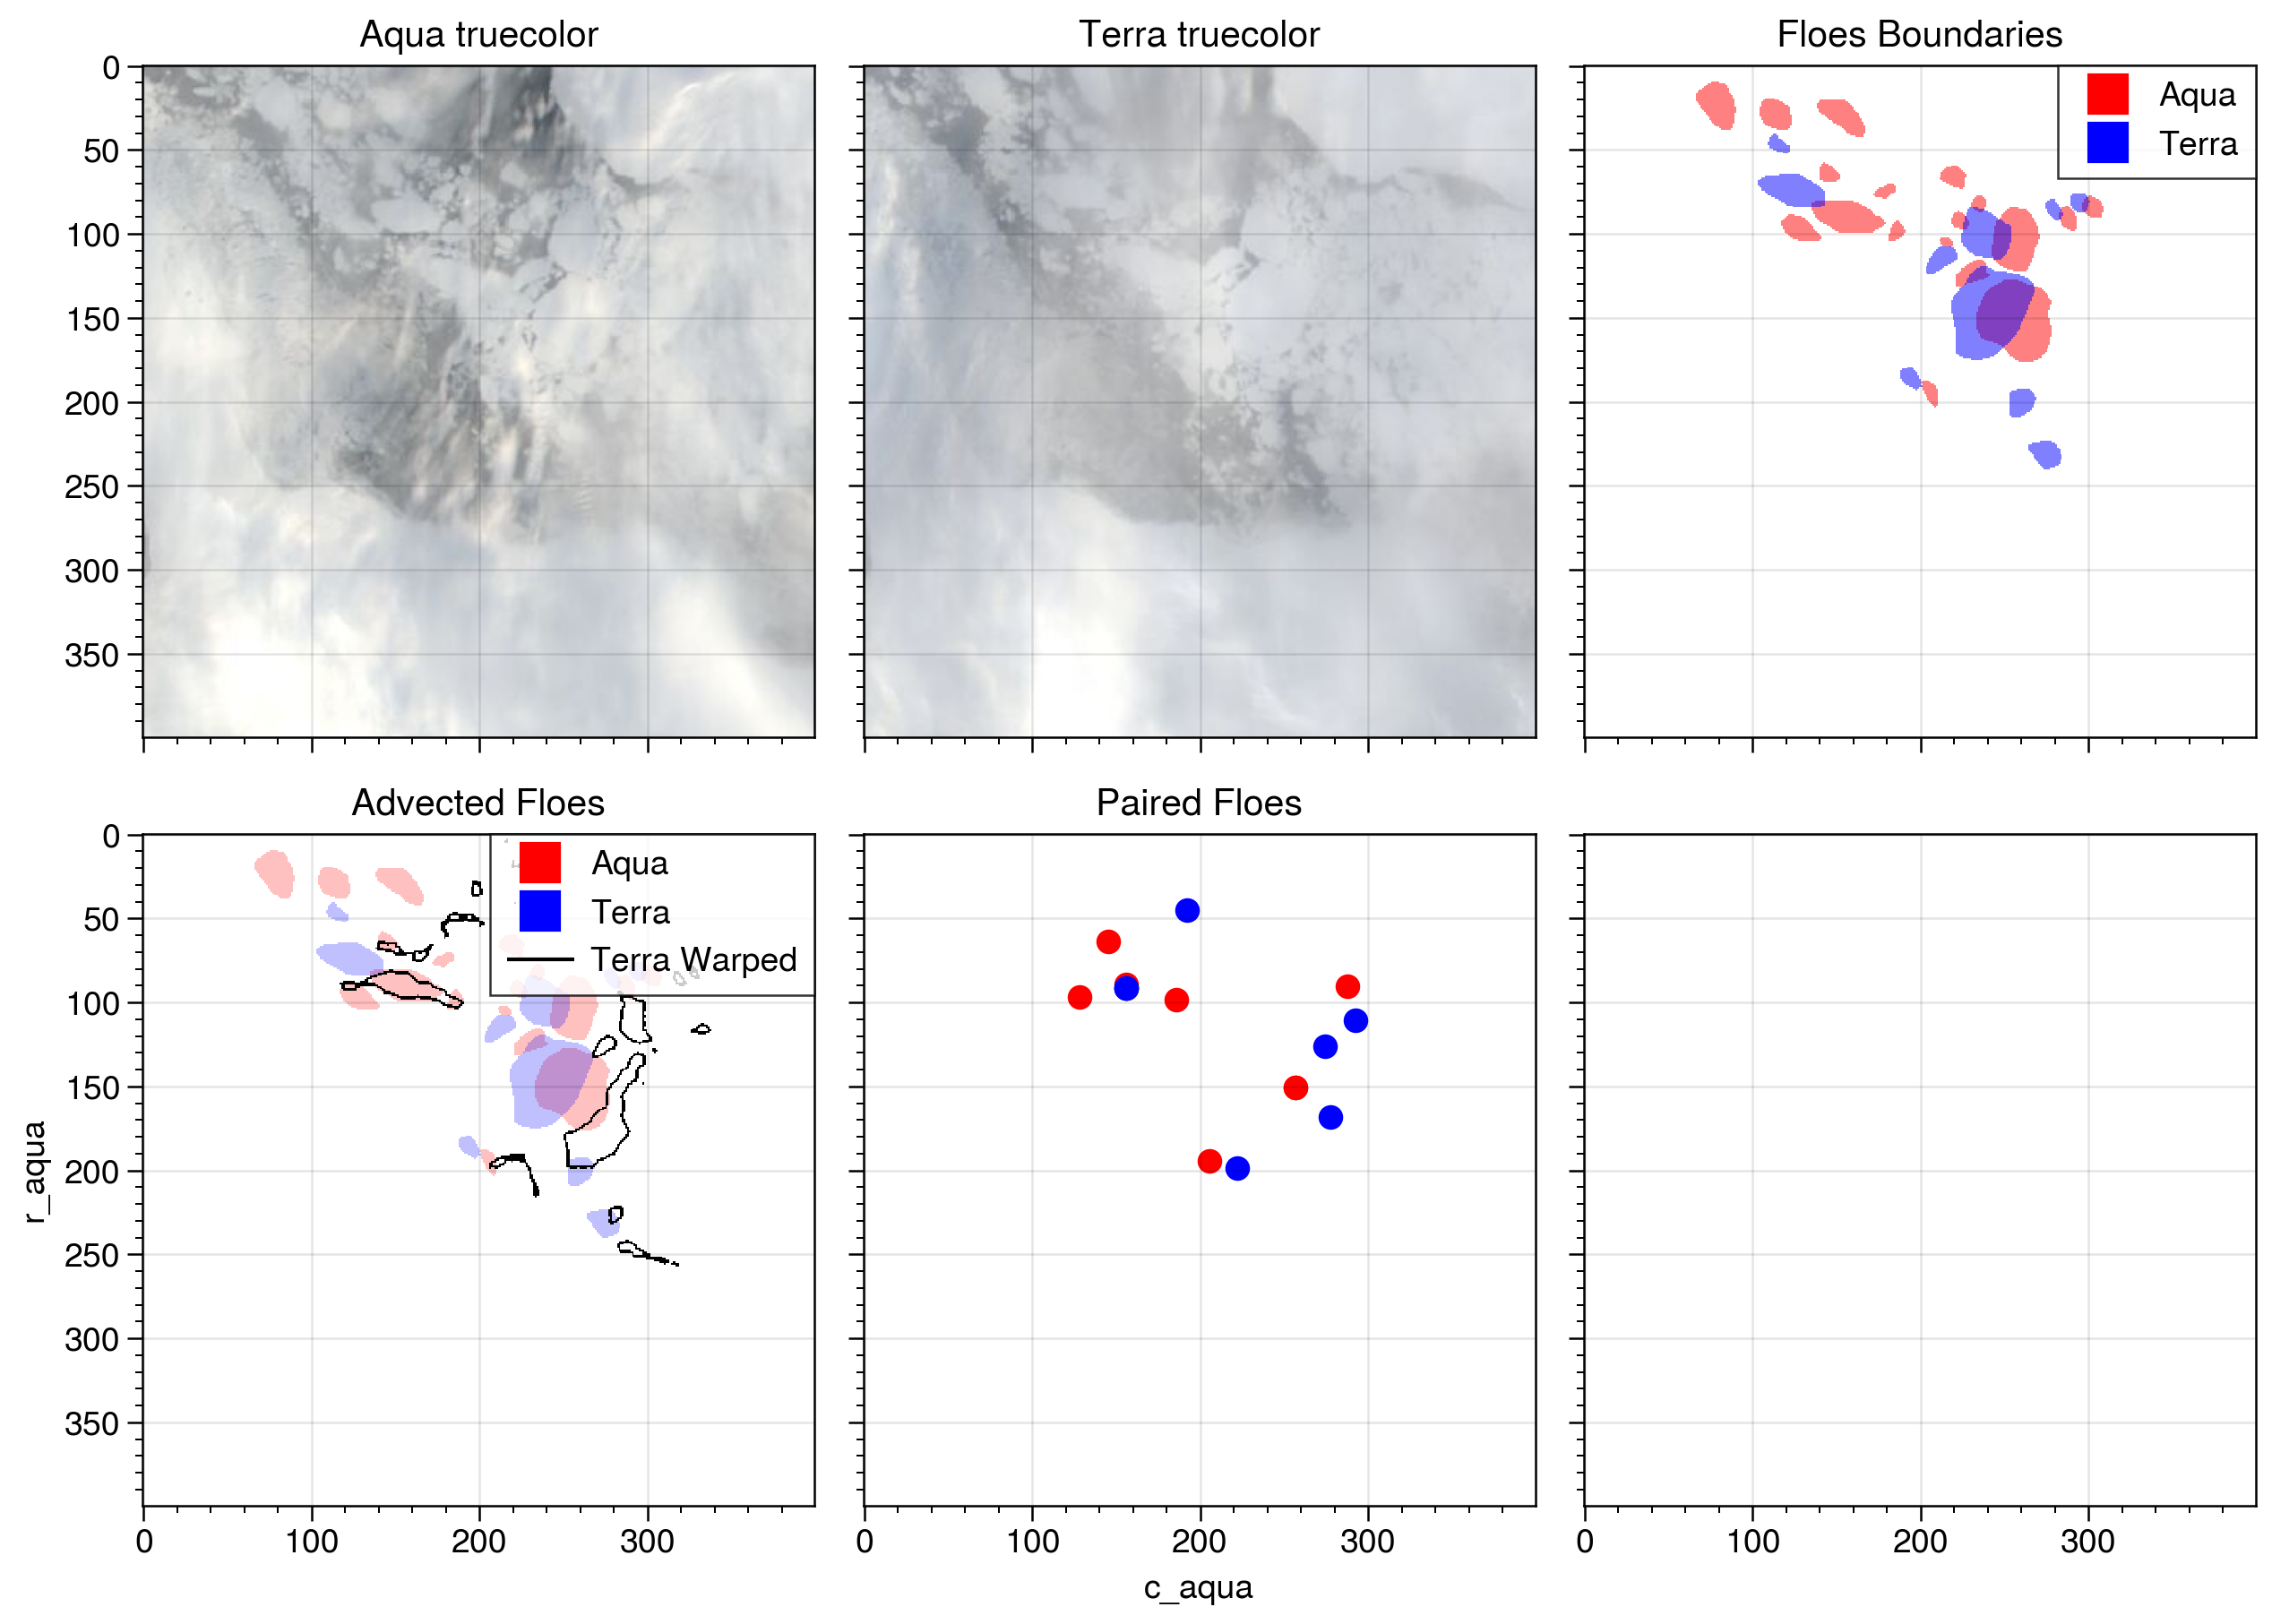 Aqua truecolor
Terra truecolor
Floes Boundaries
0
50
100
150
200
250
300
350
Aqua
Terra
Advected Floes
Paired Floes
0
50
100
150
200
250
300
350
r_aqua
Aqua
Terra
Terra Warped
0 100 200 300
0 100 200 300
0 100 200 300
c_aqua